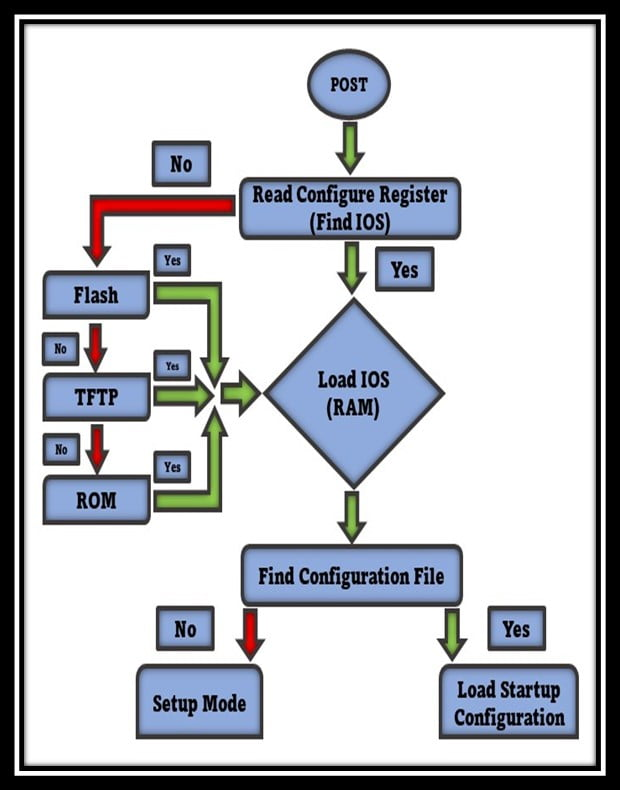 POST
No
Read Configure Register
(Find IOS)
Yes
Yes
Flash
No
Yes
TFTP
Load IOS
(RAM)
No
Yes
ROM
Find Configuration File
No
Yes
Setup Mode
Load Startup
Configuration